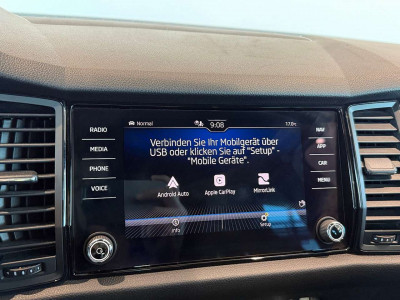 Normal 9:08 17.0
RADIO
MEDIA
PHONE
VOICE
Verbinden Sie Ihr Mobilgerät über
USB oder klicken Sie auf "Setup" -
"Mobile Geräte".
Android Auto Apple CarPlay MirrorLink
Info Setup
NAV
APP
CAR
MENU